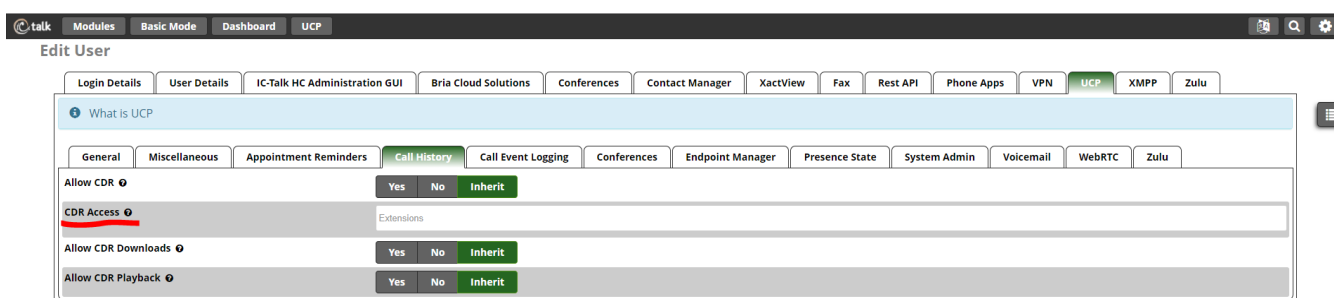 talk Modules Basic Mode Dashboard UCP
Edit User
Login Details User Details IC-Talk HC Administration GUI Bria Cloud Solutions Conferences Contact Manager XactView Fax Rest API Phone Apps VPN UCP XMPP Zulu
What is UCP
General Miscellaneous Appointment Reminders Call History Call Event Logging Conferences Endpoint Manager Presence State System Admin Voicemail WebRTC Zulu
Allow CDR Yes No Inherit
CDR Access Extensions
Allow CDR Downloads Yes No Inherit
Allow CDR Playback Yes No Inherit